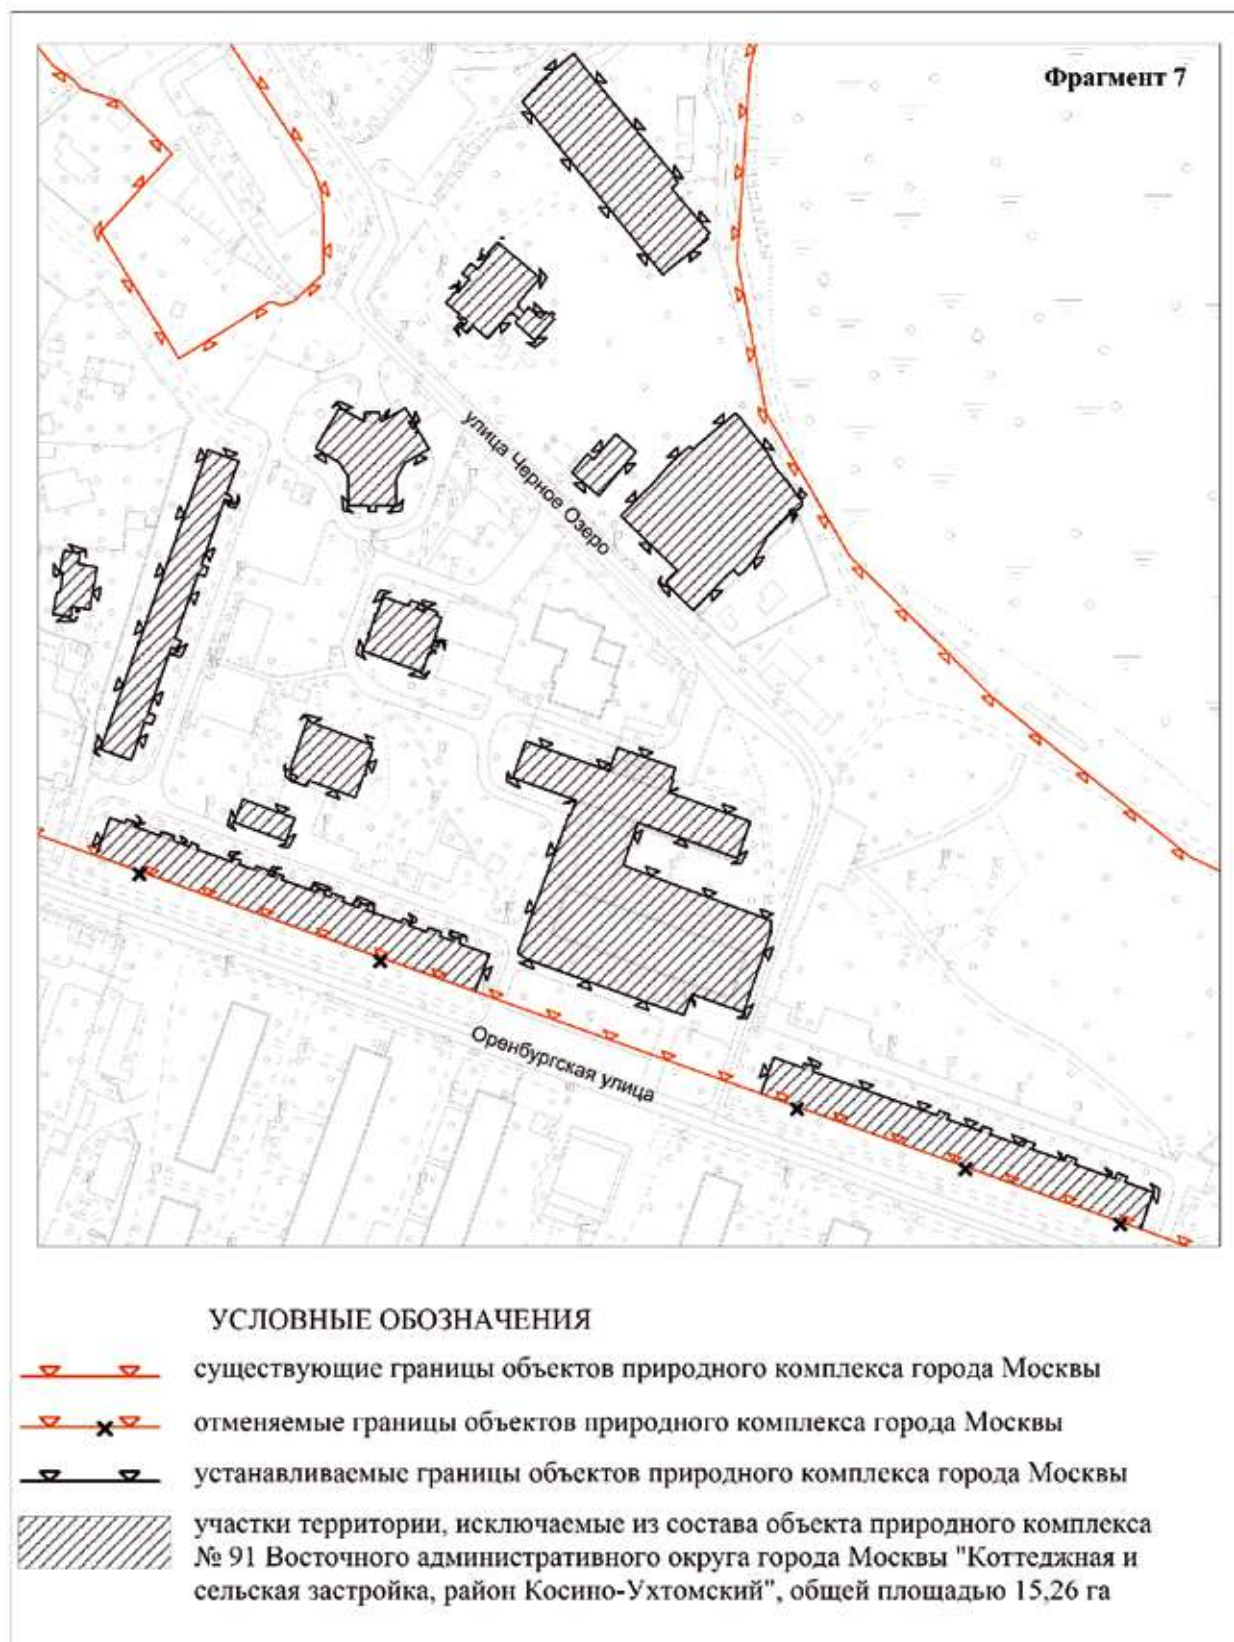 Фрагмент 7
улица Черное Озеро
Оренбургская улица
УСЛОВНЫЕ ОБОЗНАЧЕНИЯ
существующие границы объектов природного комплекса города Москвы
отменяемые границы объектов природного комплекса города Москвы
устанавливаемые границы объектов природного комплекса города Москвы
участки территории, исключаемые из состава объекта природного комплекса
№ 91 Восточного административного округа города Москвы "Коттеджная и
сельская застройка, район Косино-Ухтомский", общей площадью 15,26 га